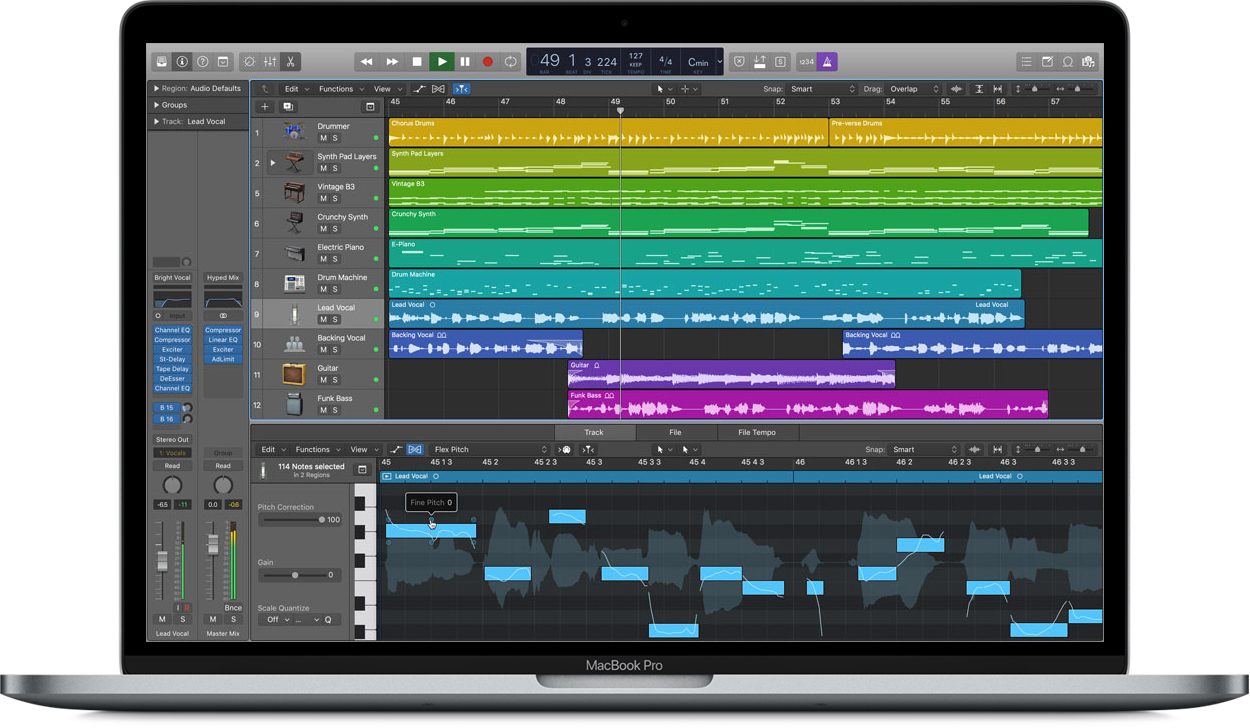 49 1 3 224 127 4/4 Cmin
BAR BEAT DIV TICK KEEP TEMPO TIME KEY
1234
Region: Audio Defaults
Groups
Track: Lead Vocal
Edit Functions View Snap: Smart Drag: Overlap
45 46 47 48 49 50 51 52 53 54 55 56 57
1 Drummer
M S
Chorus Drums Pre-verse Drums
2 Synth Pad Layers
M S
Synth Pad Layers
5 Vintage B3
M S
Vintage B3
6 Crunchy Synth
M S
Crunchy Synth
7 Electric Piano
M S
E-Piano
8 Drum Machine
M S
Drum Machine
9 Lead Vocal
M S
Lead Vocal Lead Vocal
10 Backing Vocal
M S
Backing Vocal Backing Vocal
11 Guitar
M S
Guitar
12 Funk Bass
M S
Funk Bass
Bright Vocal Hyped Mix
Input
Channel EQ Compressor
Compressor Linear EQ
Exciter Exciter
St-Delay AdLimit
Tape Delay
DeEsser
Channel EQ
B 15
B 16
Stereo Out
1: Vocals Group
Read Read
-6.5 -11 0.0 -0.8
I R Bnce
M S M S
Lead Vocal Master Mix
Track File File Tempo
Edit Functions View Flex Pitch Snap: Smart
114 Notes selected
in 2 Regions
45 45 1 3 45 2 45 2 3 45 3 45 3 3 45 4 45 4 3 46 46 1 3 46 2 46 2 3 46 3
Lead Vocal Lead Vocal
Pitch Correction
100
Gain
0
Scale Quantize
Off ... Q
Fine Pitch 0
MacBook Pro